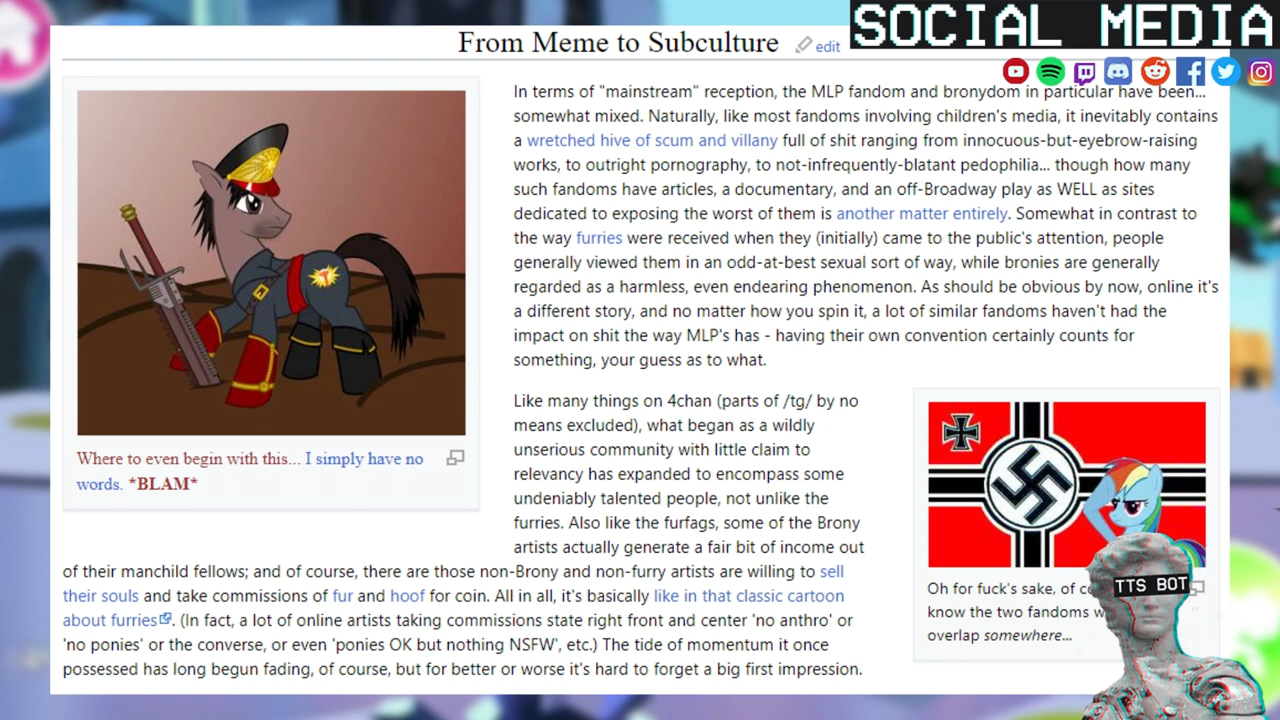 SOCIAL MEDIA
From Meme to Subculture
edit
In terms of "mainstream" reception, the MLP fandom and bronydom in particular have been...
somewhat mixed. Naturally, like most fandoms involving children's media, it inevitably contains
a wretched hive of scum and villany full of shit ranging from innocuous-but-eyebrow-raising
works, to outright pornography, to not-infrequently-blatant pedophilia... though how many
such fandoms have articles, a documentary, and an off-Broadway play as WELL as sites
dedicated to exposing the worst of them is another matter entirely. Somewhat in contrast to
the way furries were received when they (initially) came to the public's attention, people
generally viewed them in an odd-at-best sexual sort of way, while bronies are generally
regarded as a harmless, even endearing phenomenon. As should be obvious by now, online it's
a different story, and no matter how you spin it, a lot of similar fandoms haven't had the
impact on shit the way MLP's has - having their own convention certainly counts for
something, your guess as to what.
Where to even begin with this... I simply have no
words. *BLAM*
Like many things on 4chan (parts of /tg/ by no
means excluded), what began as a wildly
unserious community with little claim to
relevancy has expanded to encompass some
undeniably talented people, not unlike the
furries. Also like the furfags, some of the Brony
artists actually generate a fair bit of income out
of their manchild fellows; and of course, there are those non-Brony and non-furry artists are willing to sell
their souls and take commissions of fur and hoof for coin. All in all, it's basically like in that classic cartoon
about furries. (In fact, a lot of online artists taking commissions state right front and center 'no anthro' or
'no ponies' or the converse, or even 'ponies OK but nothing NSFW', etc.) The tide of momentum it once
possessed has long begun fading, of course, but for better or worse it's hard to forget a big first impression.
Oh for fuck's sake, of
know the two fandoms
overlap somewhere...
TTS BOT